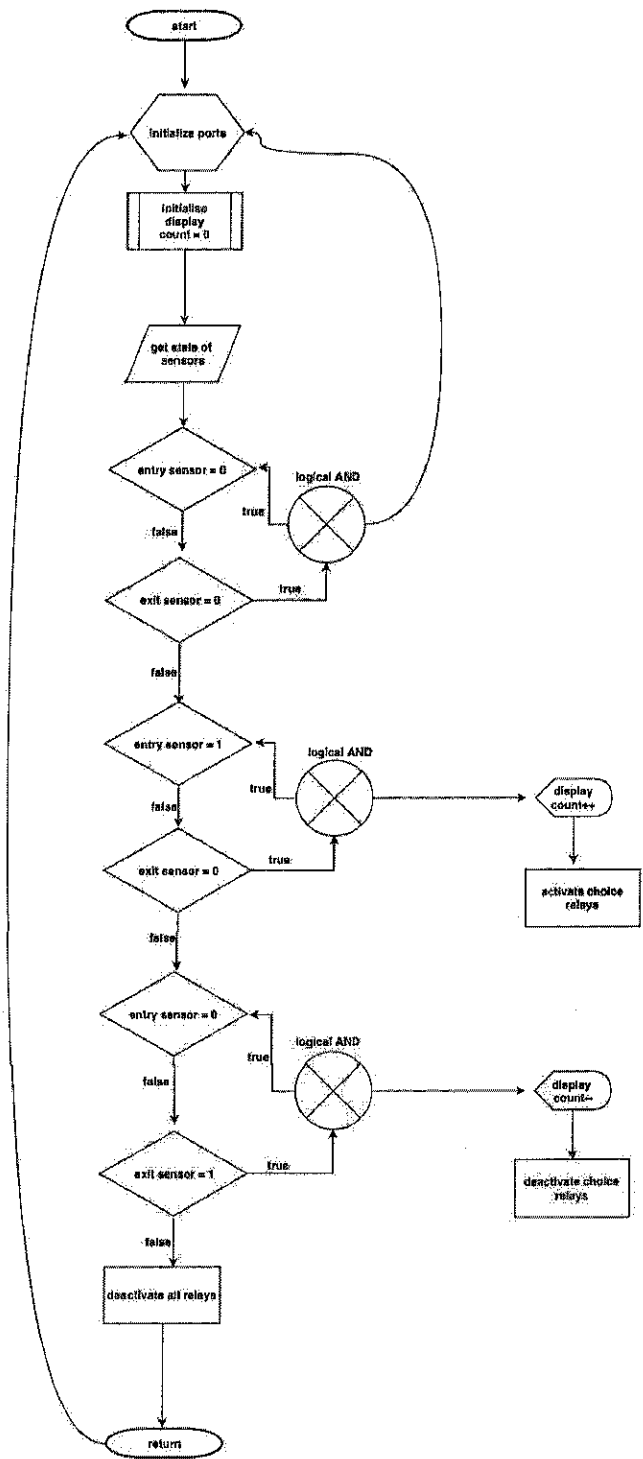 start
initialize ports
initialise
display
count = 0
get state of
sensors
entry sensor = 0
logical AND
true
false
exit sensor = 0
true
false
entry sensor = 1
logical AND
true
false
exit sensor = 0
true
false
display
count++
activate choice
relays
entry sensor = 0
logical AND
true
false
exit sensor = 1
true
false
display
count--
deactivate choice
relays
deactivate all relays
return